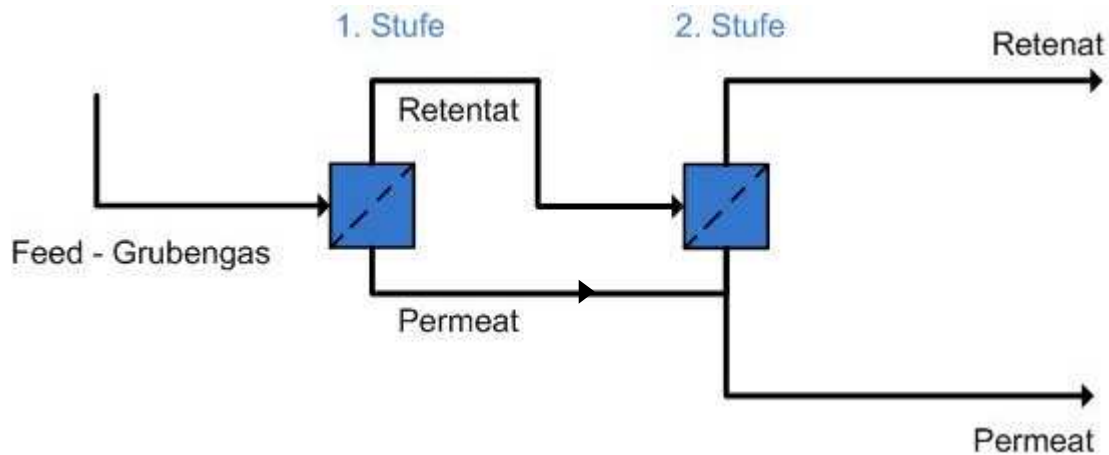 1. Stufe
2. Stufe
Retenat
Retentat
Feed - Grubengas
Permeat
Permeat